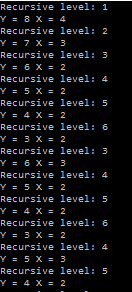 Recursive level: 1
Y = 8 X = 4
Recursive level: 2
Y = 7 X = 3
Recursive level: 3
Y = 6 X = 2
Recursive level: 4
Y = 5 X = 2
Recursive level: 5
Y = 4 X = 2
Recursive level: 6
Y = 3 X = 2
Recursive level: 3
Y = 6 X = 3
Recursive level: 4
Y = 5 X = 2
Recursive level: 5
Y = 4 X = 2
Recursive level: 6
Y = 3 X = 2
Recursive level: 4
Y = 5 X = 3
Recursive level: 5
Y = 4 X = 2